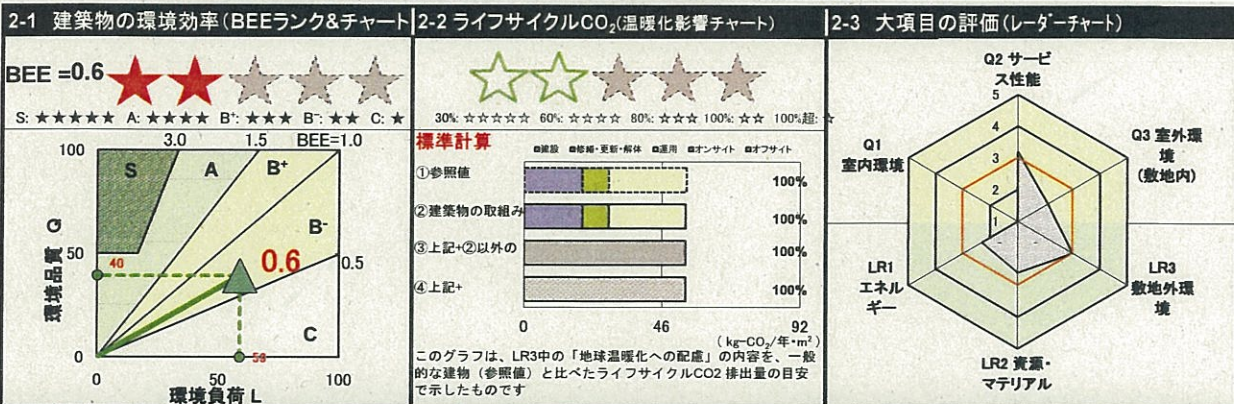 2-1 建築物の環境効率(BEEランク&チャート
BEE =0.6
S: ★★★★★ A: ★★★★ B⁺: ★★★ B⁻: ★★ C: ★
3.0 1.5 BEE=1.0
100
S
A
B⁺
B⁻
環境品質 Q
50
40
0.6
0.5
C
0
59
0 50 100
環境負荷 L
2-2 ライフサイクルCO₂(温暖化影響チャート)
30%: ☆☆☆☆☆ 60%: ☆☆☆☆ 80%: ☆☆☆ 100%: ☆☆ 100%超: ☆
標準計算
建設 修繕・更新・解体 運用 オンサイト オフサイト
①参照値 100%
②建築物の取組み 100%
③上記+②以外の 100%
④上記+ 100%
0 46 92
(kg-CO₂/年・m²)
このグラフは、LR3中の「地球温暖化への配慮」の内容を、一般
的な建物(参照値)と比べたライフサイクルCO2 排出量の目安
で示したものです
2-3 大項目の評価(レーダーチャート)
Q2 サービ
ス性能
5
4
3
2
1
Q1
室内環境
Q3 室外環
境
(敷地内)
LR1
エネル
ギー
LR3
敷地外環
境
LR2 資源・
マテリアル